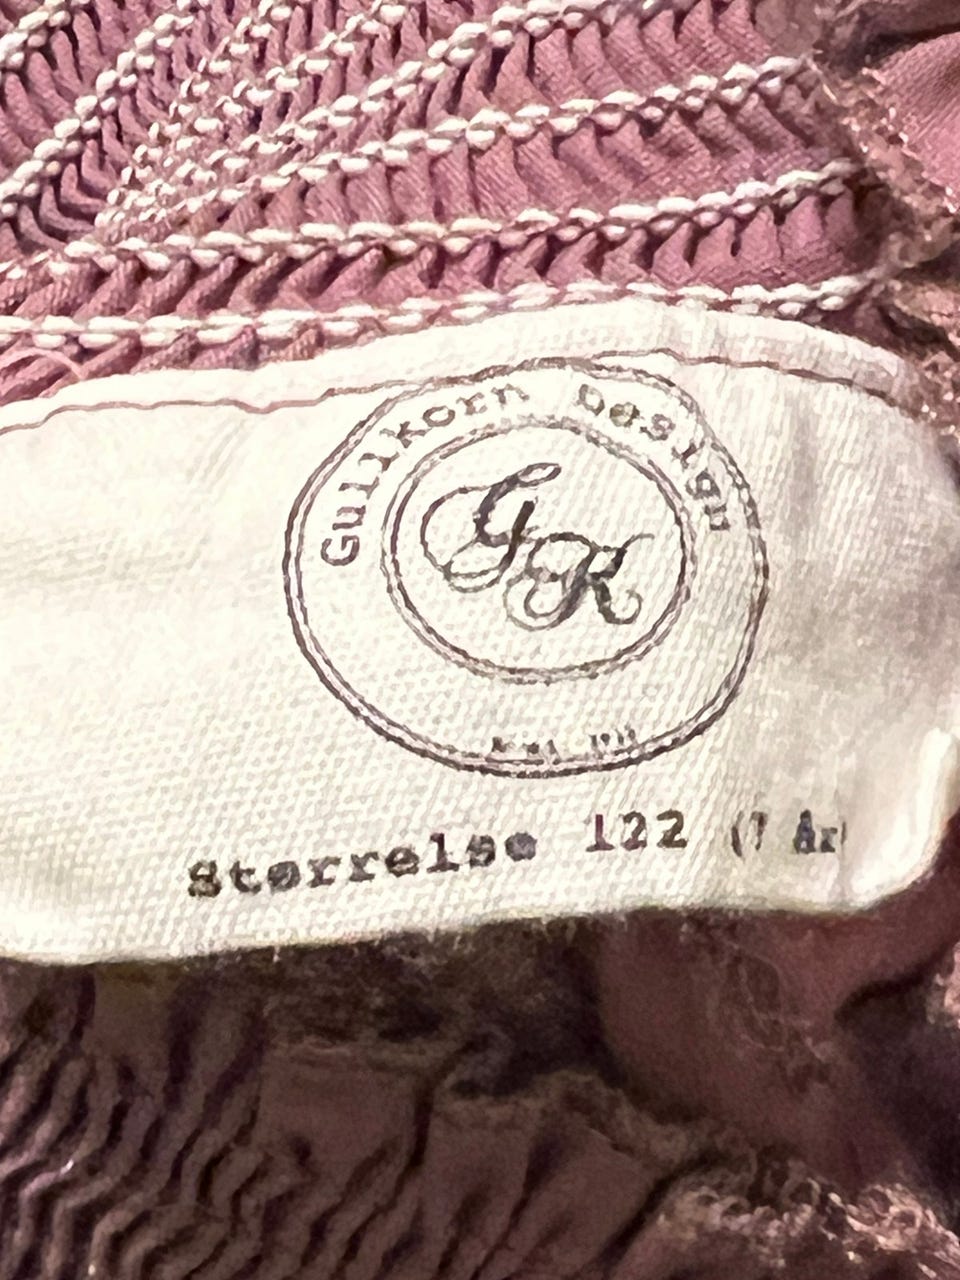 Gullkorn Design
GK
Størrelse 122 (7 År)